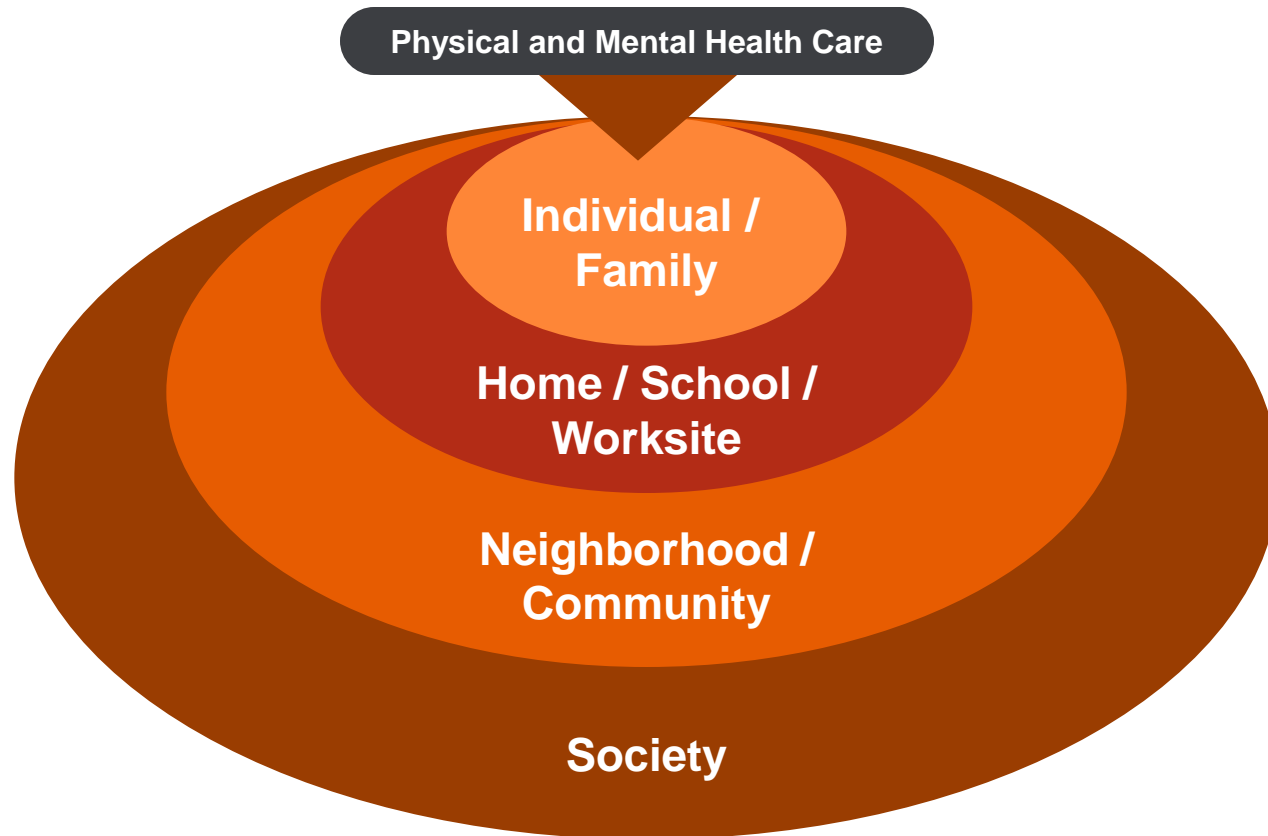 Physical and Mental Health Care
Individual /
Family
Home / School /
Worksite
Neighborhood /
Community
Society